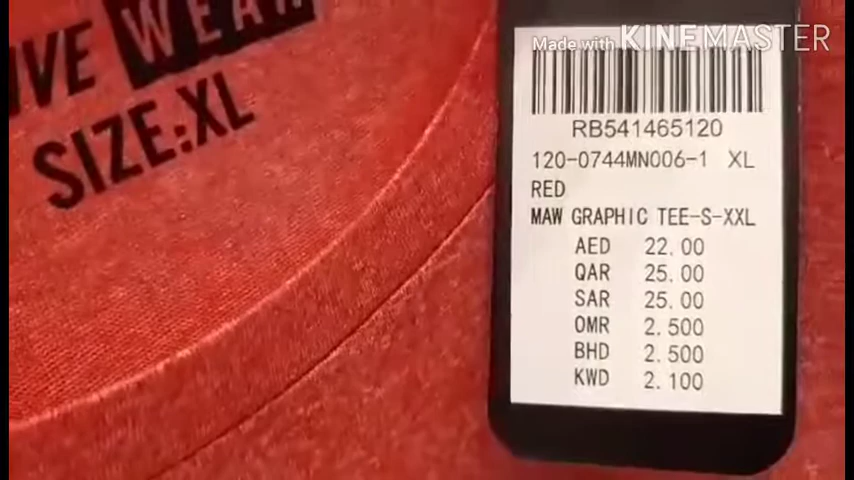 IVE WEAR
SIZE:XL
Made with KINEMASTER
RB541465120
120-0744MN006-1 XL
RED
MAW GRAPHIC TEE-S-XXL
AED 22.00
QAR 25.00
SAR 25.00
OMR 2.500
BHD 2.500
KWD 2.100